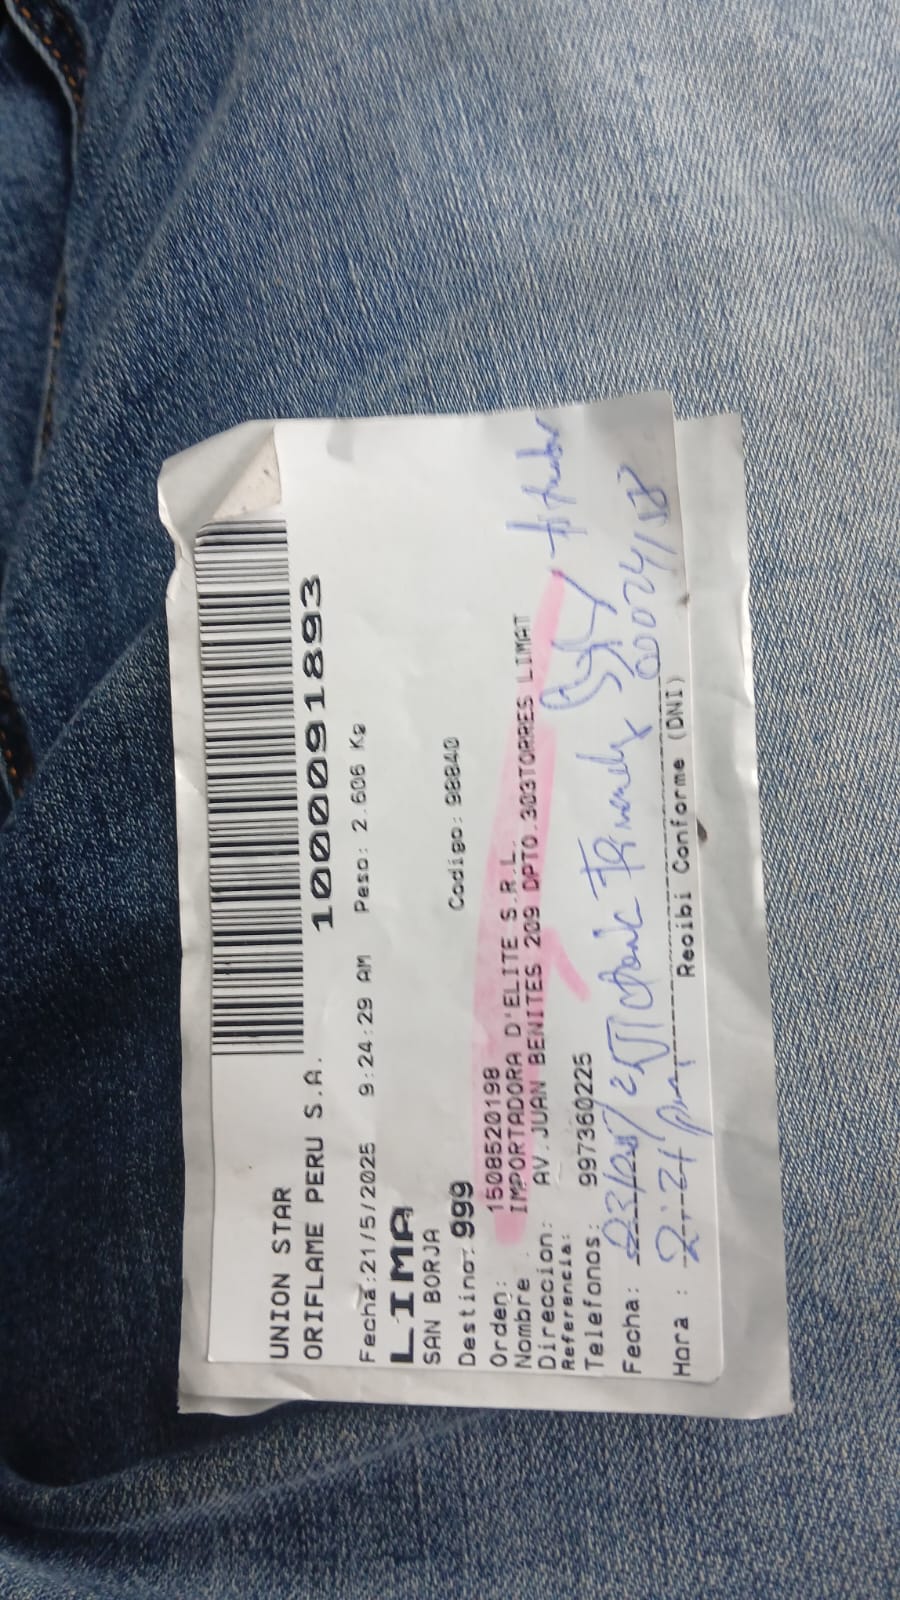 UNION STAR
ORIFLAME PERU S.A.
1000091893
Fecha:21/5/2025 9:24:29 AM Peso: 2.606 Kg
LIMA
SAN BORJA
Destino: 999 Codigo: 98840
Orden: 1508520198
Nombre IMPORTADORA D'ELITE S.R.L.
Direccion: AV.JUAN BENITES 209 DPTO.303TORRES LIMAT
Referencia:
Telefonos: 997360225
Fecha:
Hora :
Recibi Conforme (DNI)